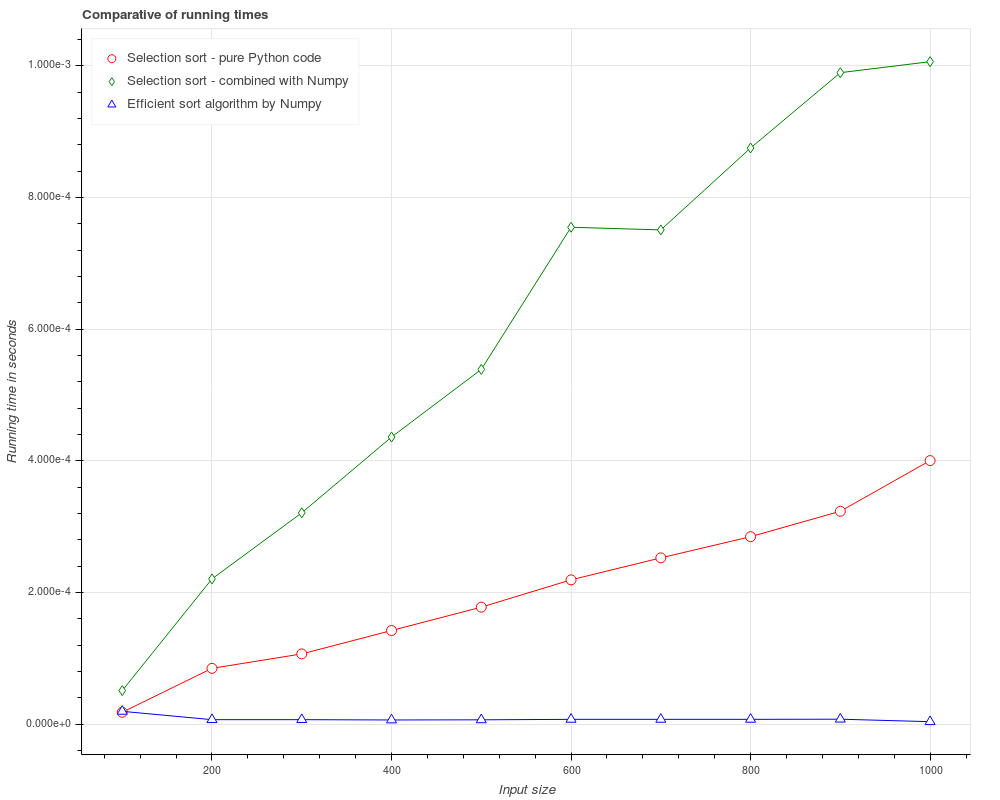 Comparative of running times
Selection sort - pure Python code
Selection sort - combined with Numpy
Efficient sort algorithm by Numpy
1.000e-3
8.000e-4
6.000e-4
4.000e-4
2.000e-4
0.000e+0
Running time in seconds
200 400 600 800 1000
Input size